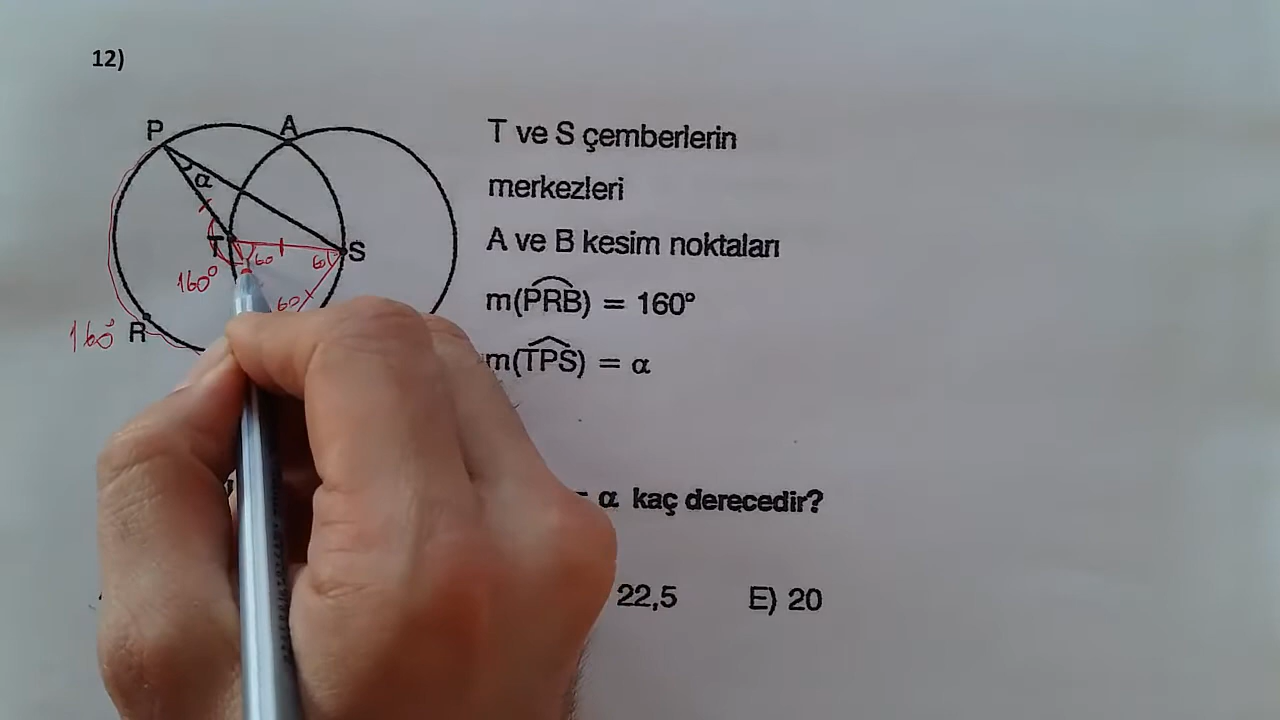 12)
P
A
α
T
60
60
S
160°
60
160°
R
T ve S çemberlerin
merkezleri
A ve B kesim noktaları
m(PRB) = 160°
m(TPS) = α
α kaç derecedir?
22,5 E) 20